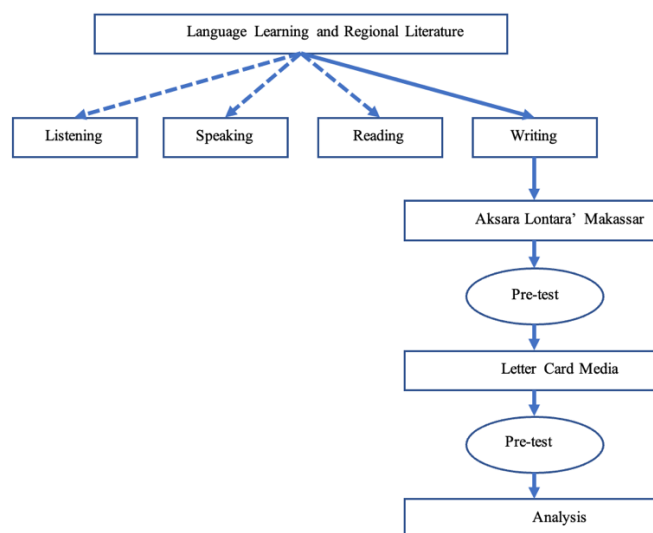 Language Learning and Regional Literature
Listening
Speaking
Reading
Writing
Aksara Lontara' Makassar
Pre-test
Letter Card Media
Pre-test
Analysis